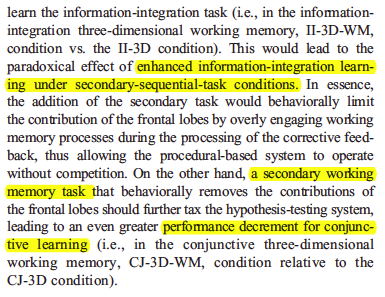 learn the information-integration task (i.e., in the information-
integration three-dimensional working memory, II-3D-WM,
condition vs. the II-3D condition). This would lead to the
paradoxical effect of enhanced information-integration learn-
ing under secondary-sequential-task conditions. In essence,
the addition of the secondary task would behaviorally limit
the contribution of the frontal lobes by overly engaging working
memory processes during the processing of the corrective feed-
back, thus allowing the procedural-based system to operate
without competition. On the other hand, a secondary working
memory task that behaviorally removes the contributions of
the frontal lobes should further tax the hypothesis-testing system,
leading to an even greater performance decrement for conjunc-
tive learning (i.e., in the conjunctive three-dimensional
working memory, CJ-3D-WM, condition relative to the
CJ-3D condition).